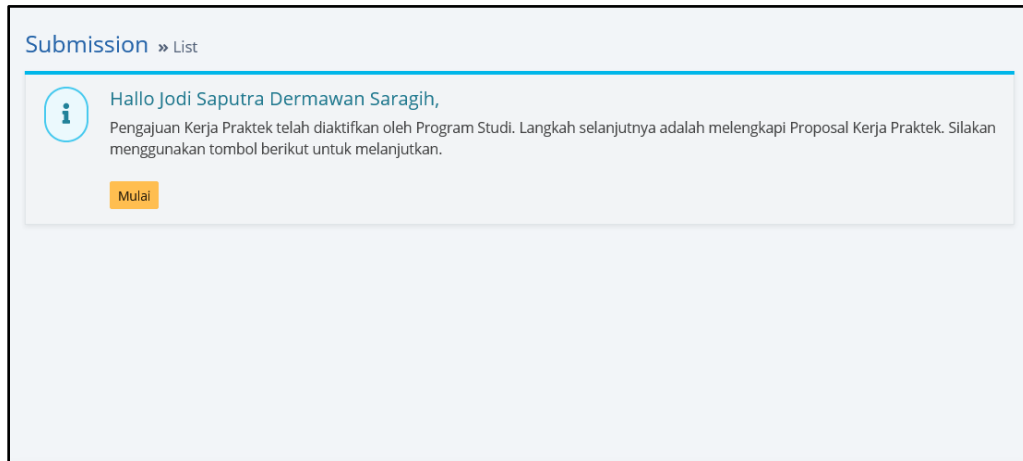 Submission » List
Hallo Jodi Saputra Dermawan Saragih,
Pengajuan Kerja Praktek telah diaktifkan oleh Program Studi. Langkah selanjutnya adalah melengkapi Proposal Kerja Praktek. Silakan
menggunakan tombol berikut untuk melanjutkan.
Mulai